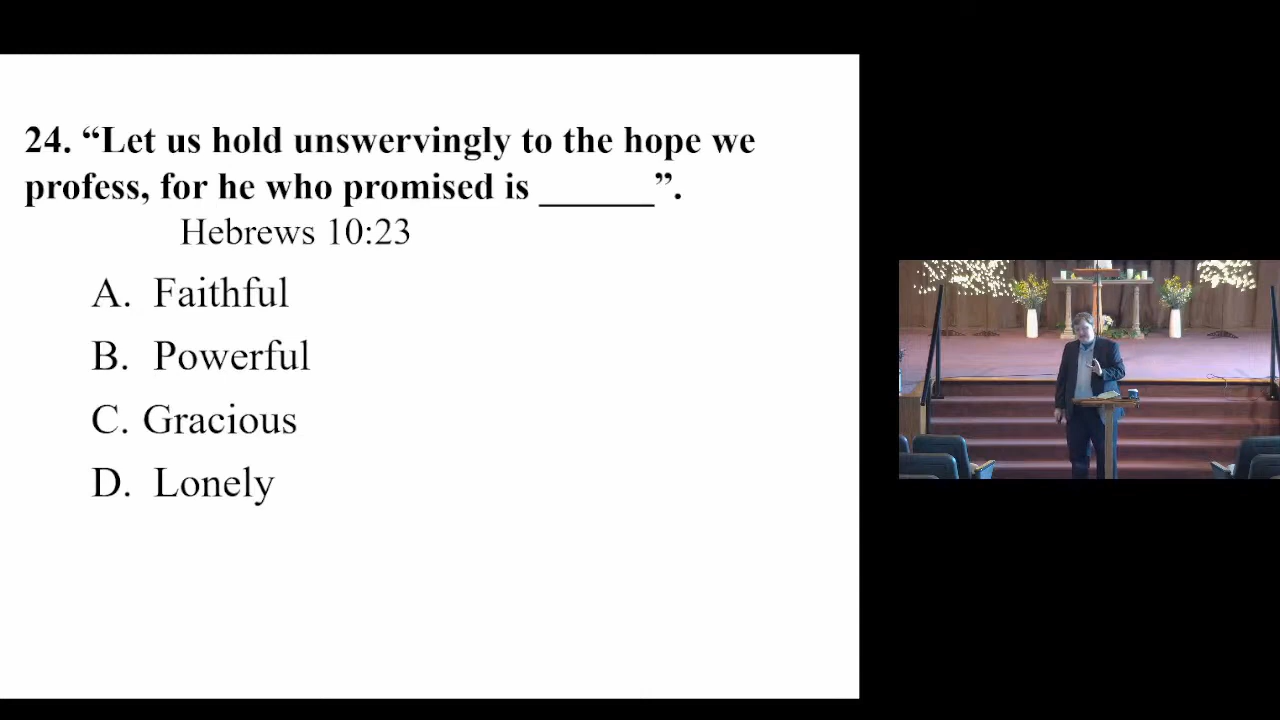 24. “Let us hold unswervingly to the hope we
profess, for he who promised is ______”.
Hebrews 10:23
A. Faithful
B. Powerful
C. Gracious
D. Lonely